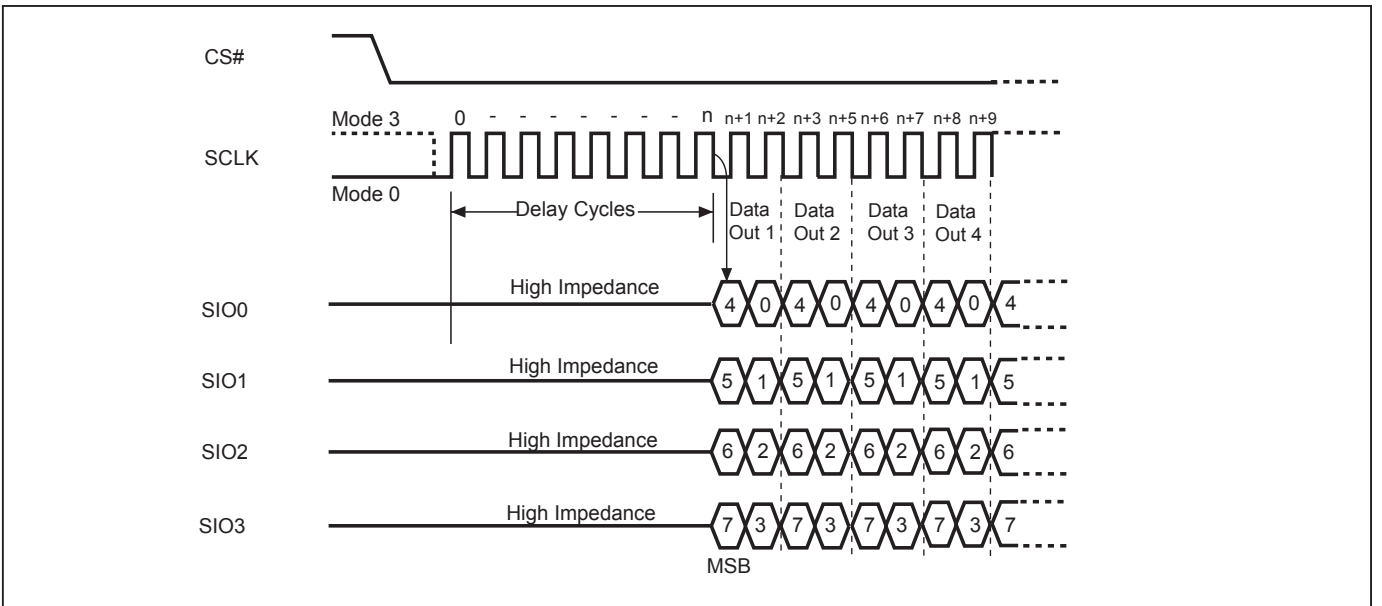 CS#
Mode 3 0 - - - - - - n n+1 n+2 n+3 n+5 n+6 n+7 n+8 n+9
SCLK
Mode 0
Delay Cycles
Data Out 1
Data Out 2
Data Out 3
Data Out 4
High Impedance
SIO0 4 0 4 0 4 0 4 0 4
High Impedance
SIO1 5 1 5 1 5 1 5 1 5
High Impedance
SIO2 6 2 6 2 6 2 6 2 6
High Impedance
SIO3 7 3 7 3 7 3 7 3 7
MSB